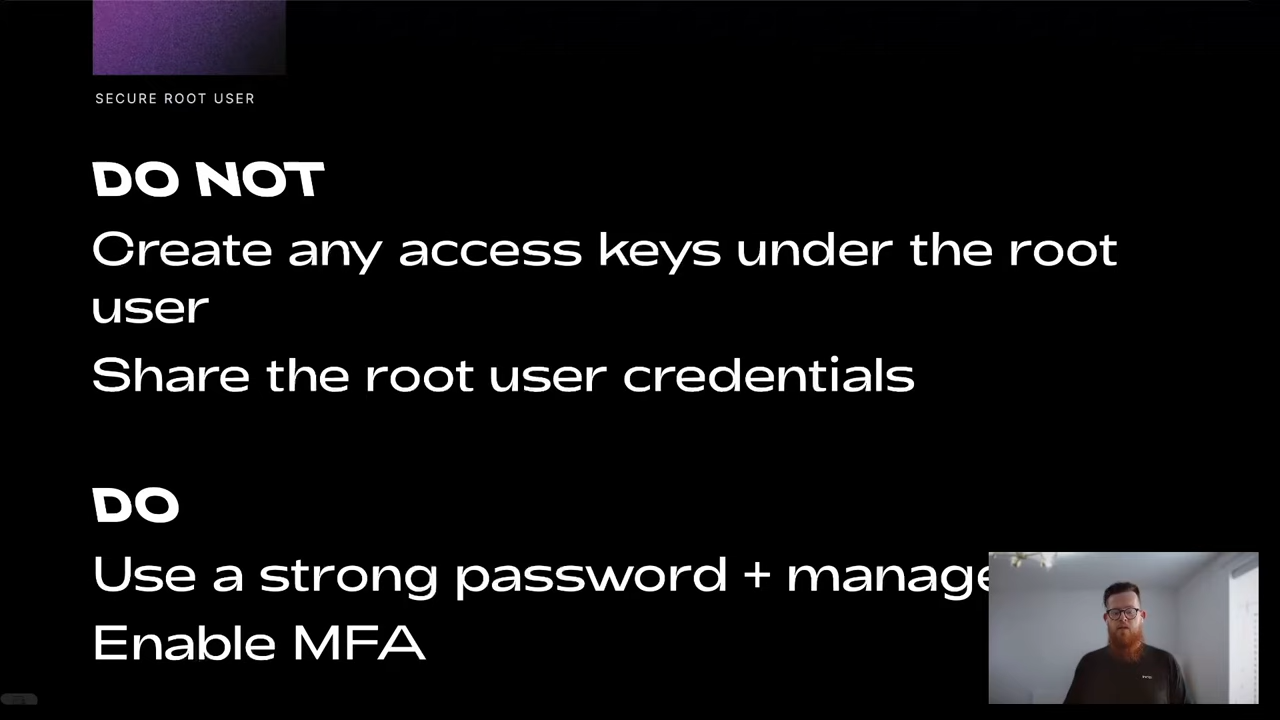 SECURE ROOT USER
DO NOT
Create any access keys under the root
user
Share the root user credentials
DO
Use a strong password + manage
Enable MFA